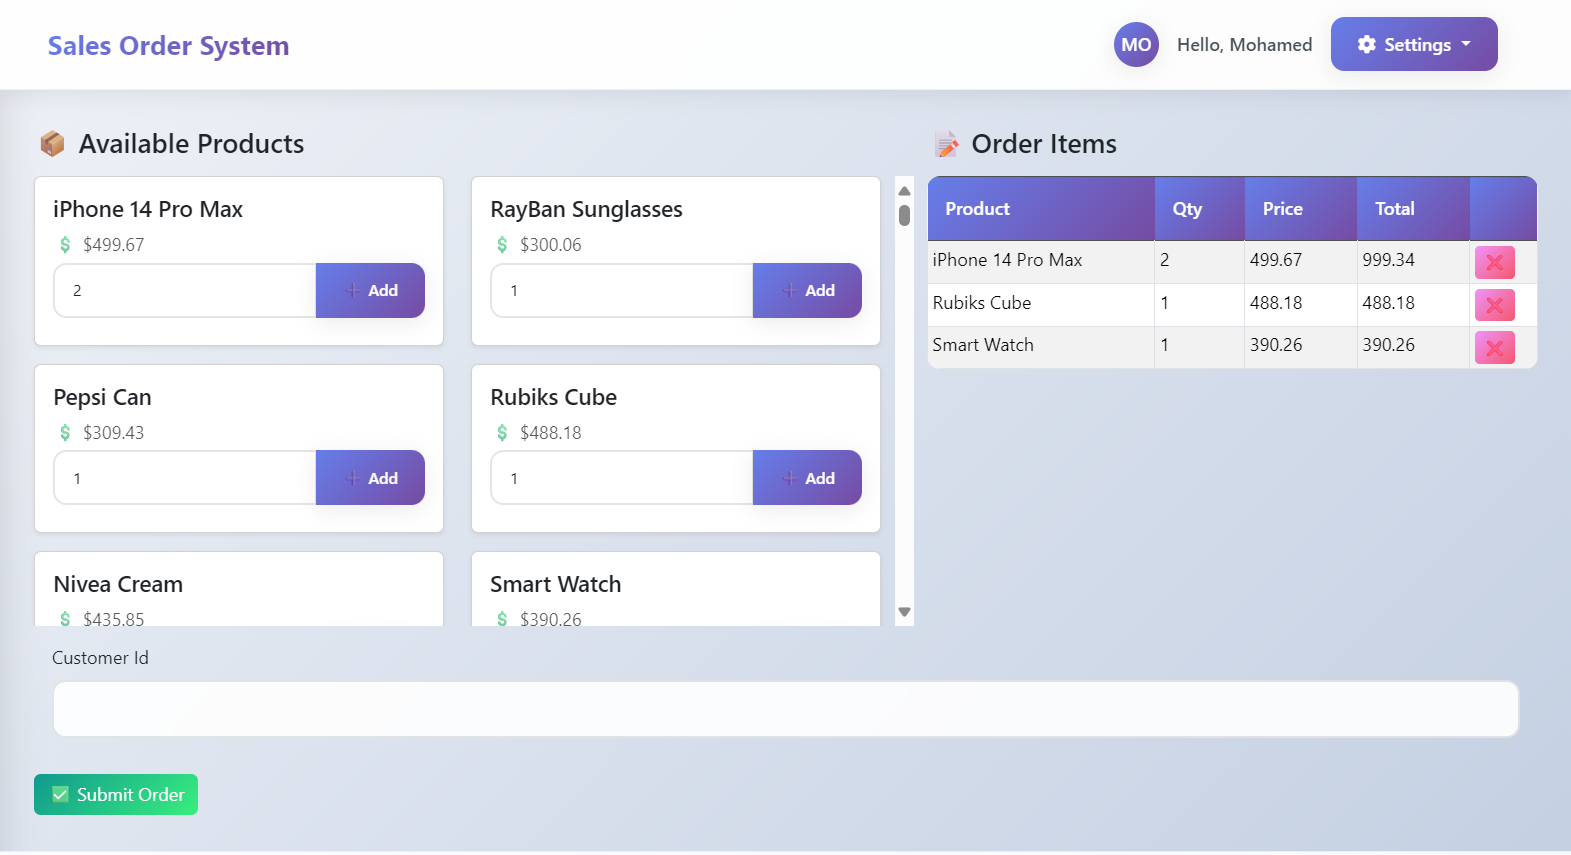 Sales Order System
MO Hello, Mohamed Settings
Available Products
iPhone 14 Pro Max
$499.67
2 Add
RayBan Sunglasses
$300.06
1 Add
Pepsi Can
$309.43
1 Add
Rubiks Cube
$488.18
1 Add
Nivea Cream
$435.85
Smart Watch
$390.26
Order Items
Product Qty Price Total
iPhone 14 Pro Max 2 499.67 999.34
Rubiks Cube 1 488.18 488.18
Smart Watch 1 390.26 390.26
Customer Id
Submit Order